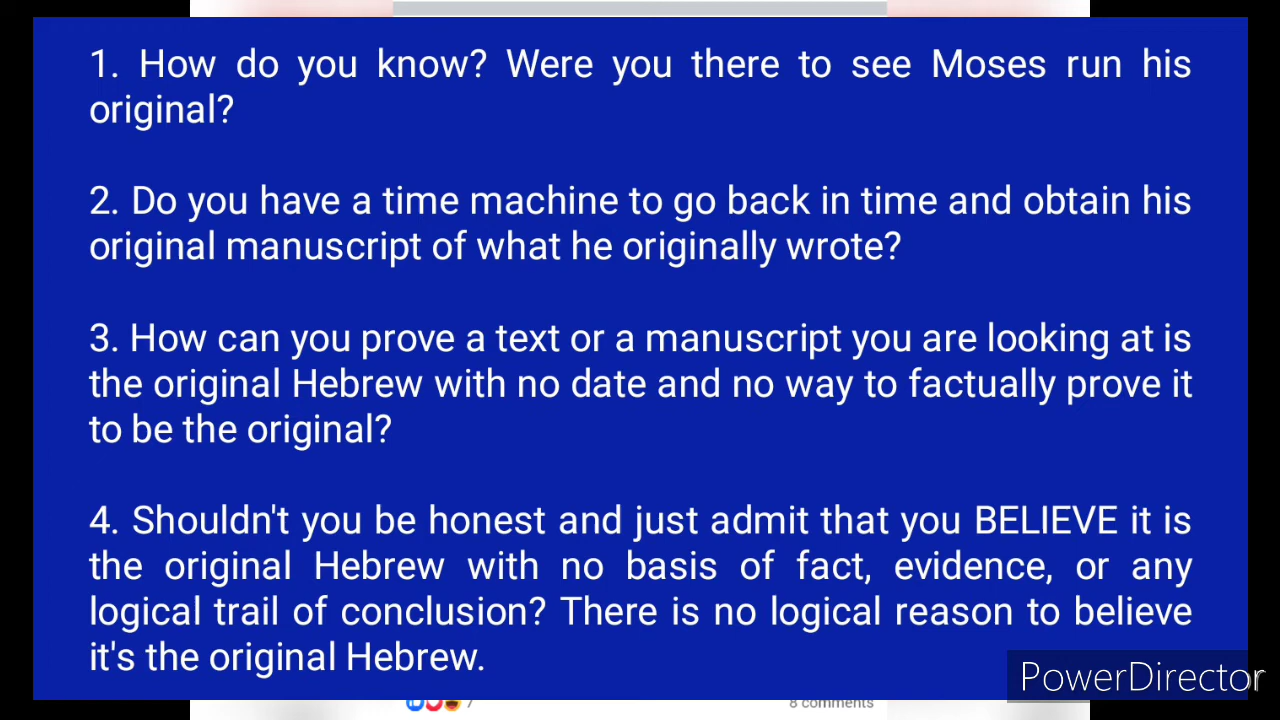 1. How do you know? Were you there to see Moses run his
original?
2. Do you have a time machine to go back in time and obtain his
original manuscript of what he originally wrote?
3. How can you prove a text or a manuscript you are looking at is
the original Hebrew with no date and no way to factually prove it
to be the original?
4. Shouldn't you be honest and just admit that you BELIEVE it is
the original Hebrew with no basis of fact, evidence, or any
logical trail of conclusion? There is no logical reason to believe
it's the original Hebrew.
PowerDirector
7 8 comments